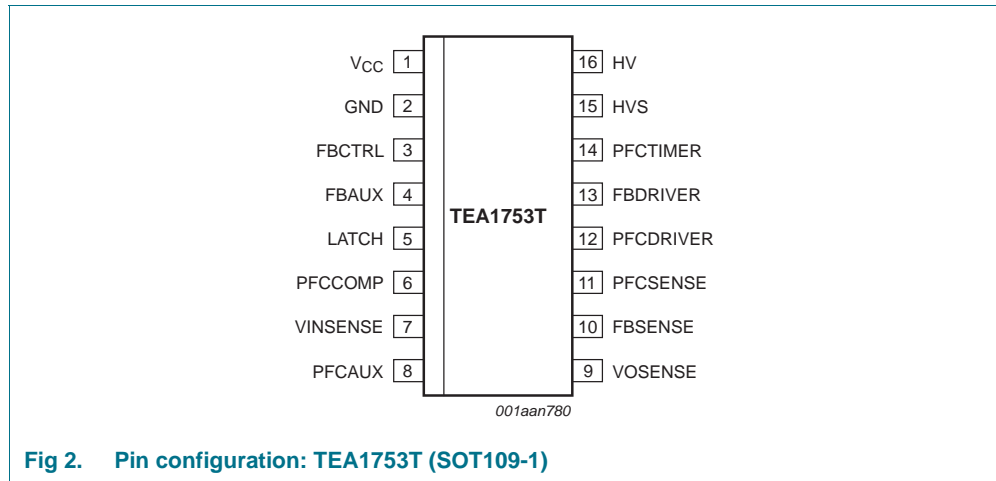 VCC 1 16 HV
GND 2 15 HVS
FBCTRL 3 14 PFCTIMER
FBAUX 4 13 FBDRIVER
TEA1753T
LATCH 5 12 PFCDRIVER
PFCCOMP 6 11 PFCSENSE
VINSENSE 7 10 FBSENSE
PFCAUX 8 9 VOSENSE
001aan780
Fig 2. Pin configuration: TEA1753T (SOT109-1)